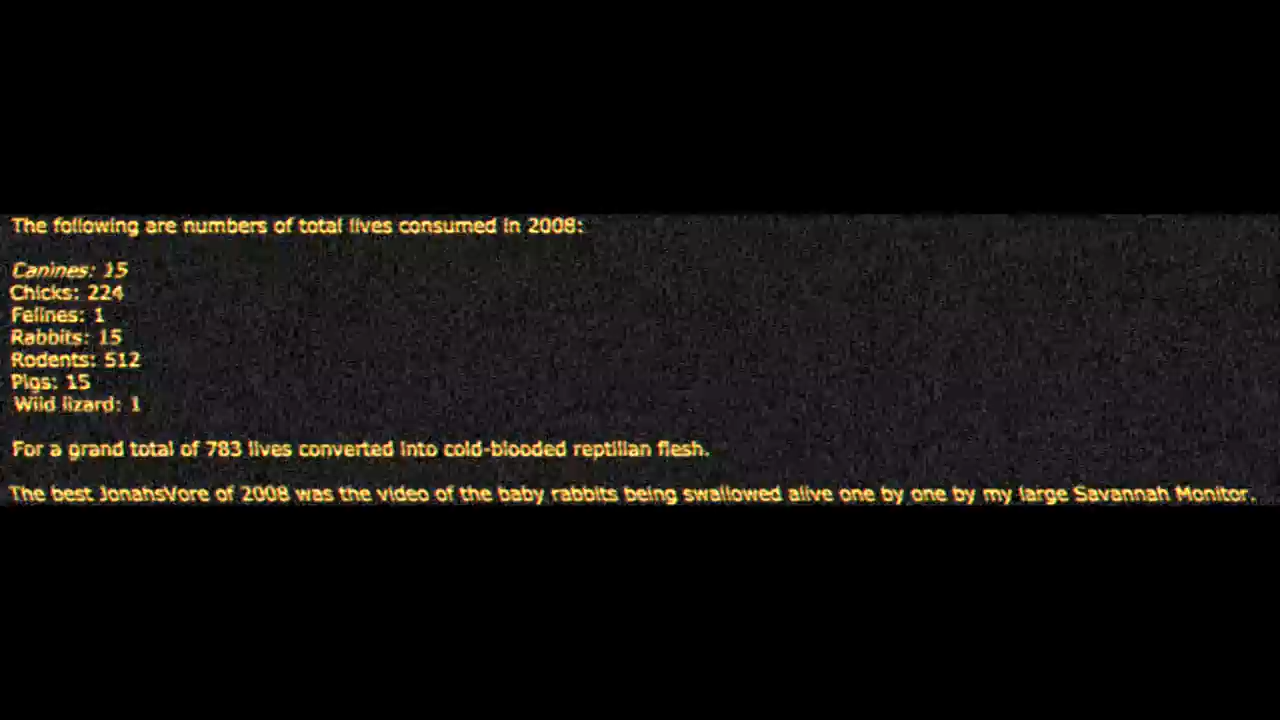 The following are numbers of total lives consumed in 2008:
Canines: 15
Chicks: 224
Felines: 1
Rabbits: 15
Rodents: 512
Pigs: 15
Wild lizard: 1
For a grand total of 783 lives converted into cold-blooded reptilian flesh.
The best JonahsVore of 2008 was the video of the baby rabbits being swallowed alive one by one by my large Savannah Monitor.